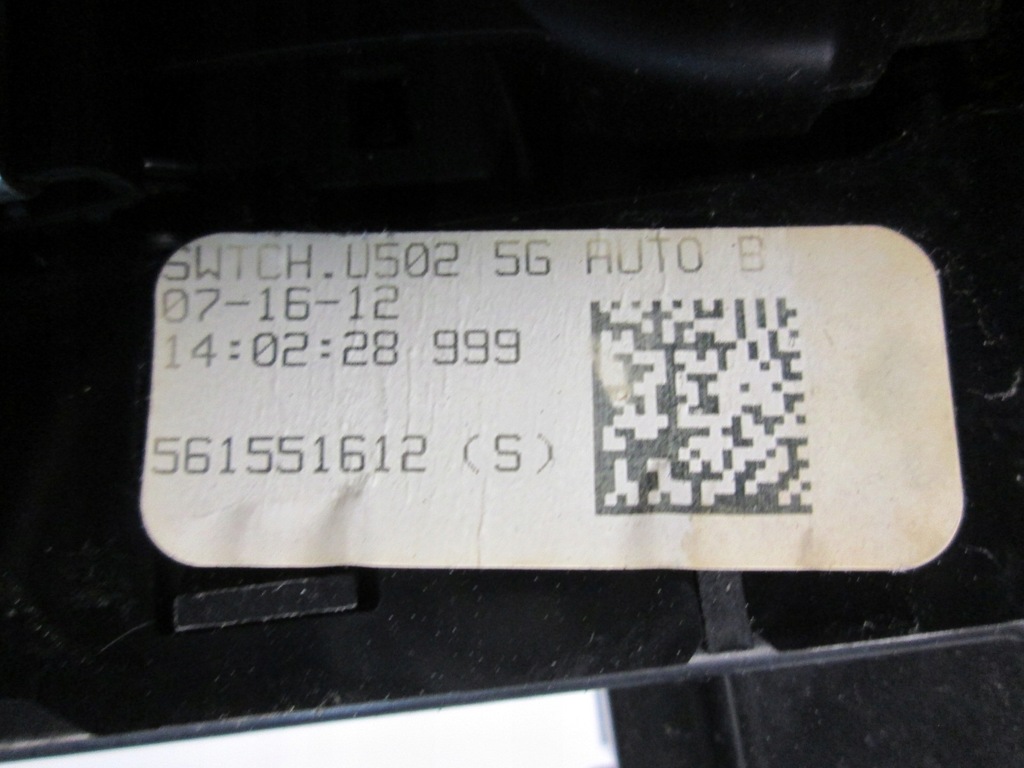 SWTCH.U502 5G AUTO B
07-16-12
14:02:28 999
561551612 (S)